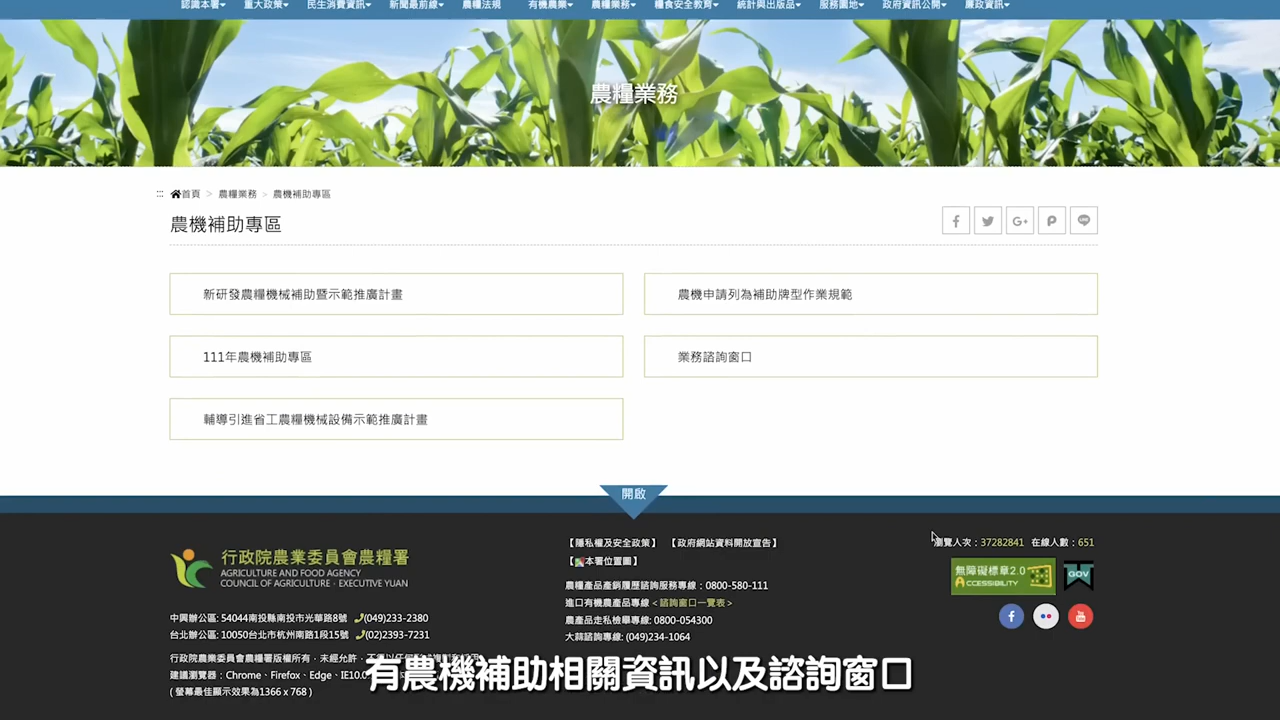 認識本署 重大政策 民生消費資訊 新聞最前線 農糧法規 有機農業 農糧業務 糧食安全教育 統計與出版品 服務園地 政府資訊公開 廉政資訊
農糧業務
::: 首頁 > 農糧業務 > 農機補助專區
農機補助專區
新研發農糧機械補助暨示範推廣計畫
農機申請列為補助牌型作業規範
111年農機補助專區
業務諮詢窗口
輔導引進省工農糧機械設備示範推廣計畫
開啟
行政院農業委員會農糧署
AGRICULTURE AND FOOD AGENCY
COUNCIL OF AGRICULTURE · EXECUTIVE YUAN
中興辦公區: 54044南投縣南投市光華路8號 (049)233-2380
台北辦公區: 10050台北市杭州南路1段15號 (02)2393-7231
行政院農業委員會農糧署版權所有．未經允許．
建議瀏覽器：Chrome、Firefox、Edge、IE10.0
( 螢幕最佳顯示效果為1366 x 768 )
【隱私權及安全政策】 【政府網站資料開放宣告】
【本署位置圖】
農糧產品產銷履歷諮詢服務專線：0800-580-111
進口有機農產品專線 < 諮詢窗口一覽表 >
農產品走私檢舉專線: 0800-054300
大蒜諮詢專線: (049)234-1064
瀏覽人次：37282841 在線人數：651
無障礙標章2.0
ACCESSIBILITY
GOV
有農機補助相關資訊以及諮詢窗口